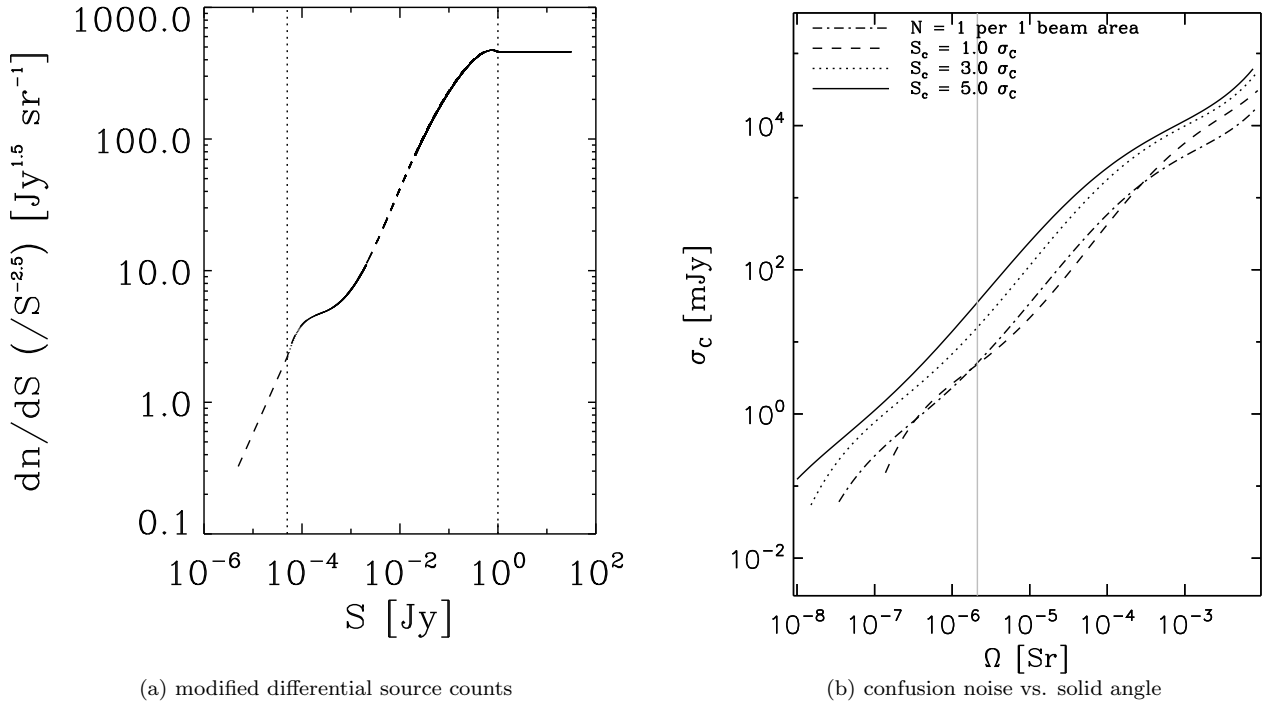 1000.0
100.0
10.0
1.0
0.1
dn/dS (/S^-2.5) [Jy^1.5 sr^-1]
10^-6 10^-4 10^-2 10^0 10^2
S [Jy]
(a) modified differential source counts
N = 1 per 1 beam area
S_c = 1.0 σ_C
S_c = 3.0 σ_C
S_c = 5.0 σ_C
10^4
10^2
10^0
10^-2
σ_C [mJy]
10^-8 10^-7 10^-6 10^-5 10^-4 10^-3
Ω [Sr]
(b) confusion noise vs. solid angle